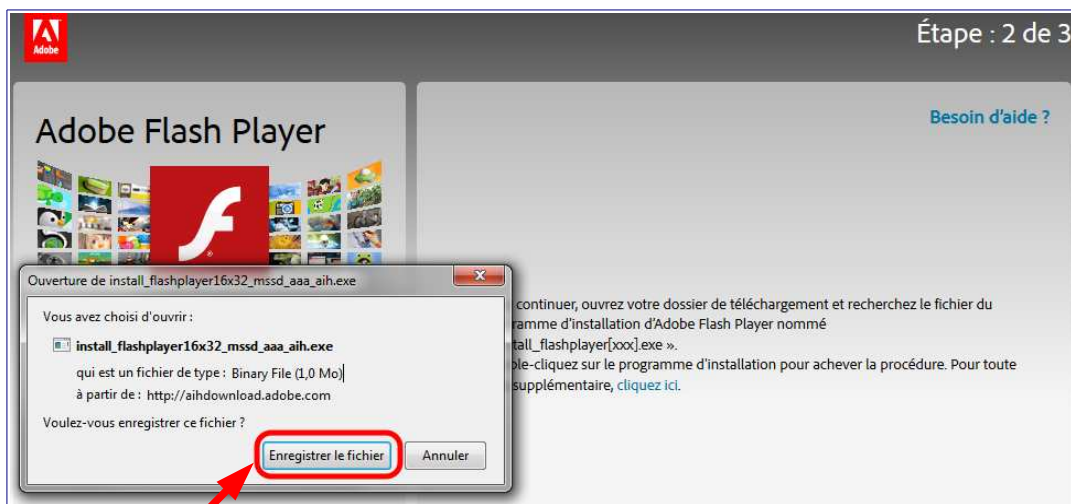 Adobe
Étape : 2 de 3
Adobe Flash Player
Besoin d'aide ?
Ouverture de install_flashplayer16x32_mssd_aaa_aih.exe
Vous avez choisi d'ouvrir :
install_flashplayer16x32_mssd_aaa_aih.exe
qui est un fichier de type : Binary File (1,0 Mo)
à partir de : http://aihdownload.adobe.com
Voulez-vous enregistrer ce fichier ?
Enregistrer le fichier
Annuler
continuer, ouvrez votre dossier de téléchargement et recherchez le fichier du
ramme d'installation d'Adobe Flash Player nommé
tall_flashplayer[xxx].exe ».
ble-cliquez sur le programme d'installation pour achever la procédure. Pour toute
supplémentaire, cliquez ici.